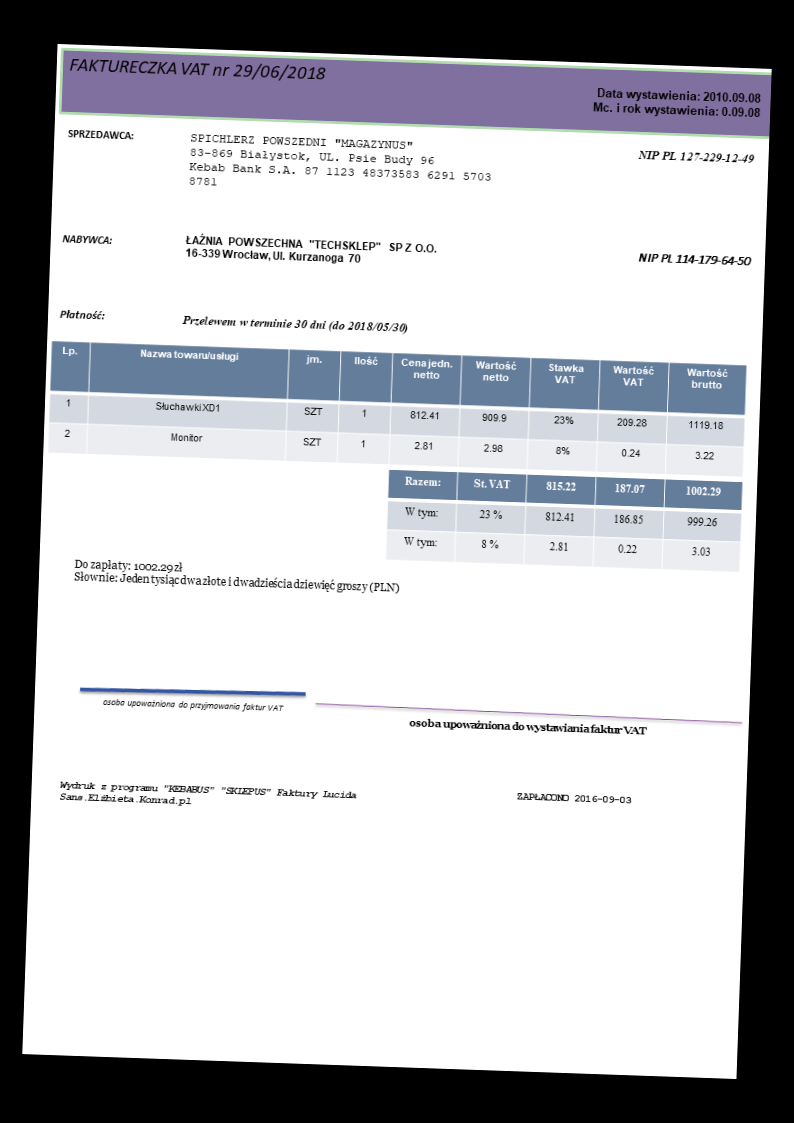 FAKTURECZKA VAT nr 29/06/2018
Data wystawienia: 2010.09.08
Mc. i rok wystawienia: 0.09.08
SPRZEDAWCA:
SPICHLERZ POWSZEDNI "MAGAZYNUS"
83-869 Białystok, UL. Psie Budy 96
Kebab Bank S.A. 87 1123 48373583 6291 5703
8781
NIP PL 127-229-12-49
NABYWCA:
ŁAŹNIA POWSZECHNA "TECHSKLEP" SP Z O.O.
16-339 Wrocław, Ul. Kurzanoga 70
NIP PL 114-179-64-50
Płatność:
Przelewem w terminie 30 dni (do 2018/05/30)
Lp. Nazwa towaru/usługi jm. Ilość Cena jedn. netto Wartość netto Stawka VAT Wartość VAT Wartość brutto
1 Słuchawki XD1 SZT 1 812.41 909.9 23% 209.28 1119.18
2 Monitor SZT 1 2.81 2.98 8% 0.24 3.22
Razem: St. VAT 815.22 187.07 1002.29
W tym: 23 % 812.41 186.85 999.26
W tym: 8 % 2.81 0.22 3.03
Do zapłaty: 1002.29zł
Słownie: Jeden tysiąc dwa złote i dwadzieścia dziewięć groszy (PLN)
osoba upoważniona do przyjmowania faktur VAT
osoba upoważniona do wystawiania faktur VAT
Wydruk z programu "KEBABUS" "SKLEPUS" Faktury Lucida
Sans.Elżbieta.Konrad.pl
ZAPŁACONO 2016-09-03